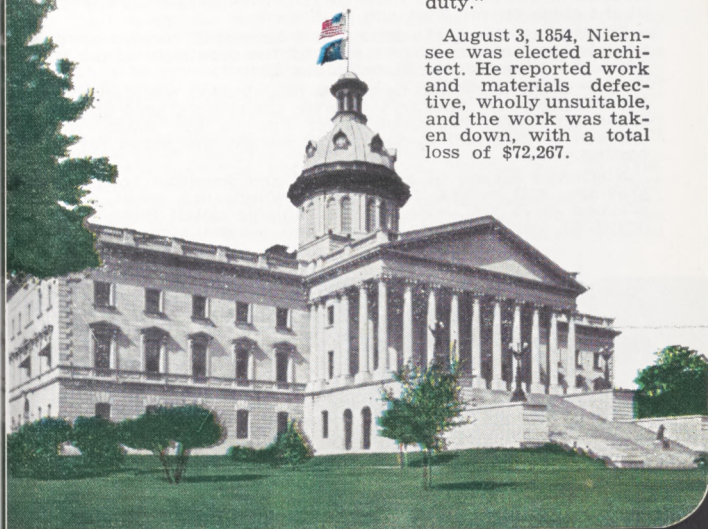 duty."
August 3, 1854, Niern-
see was elected archi-
tect. He reported work
and materials defec-
tive, wholly unsuitable,
and the work was tak-
en down, with a total
loss of $72,267.